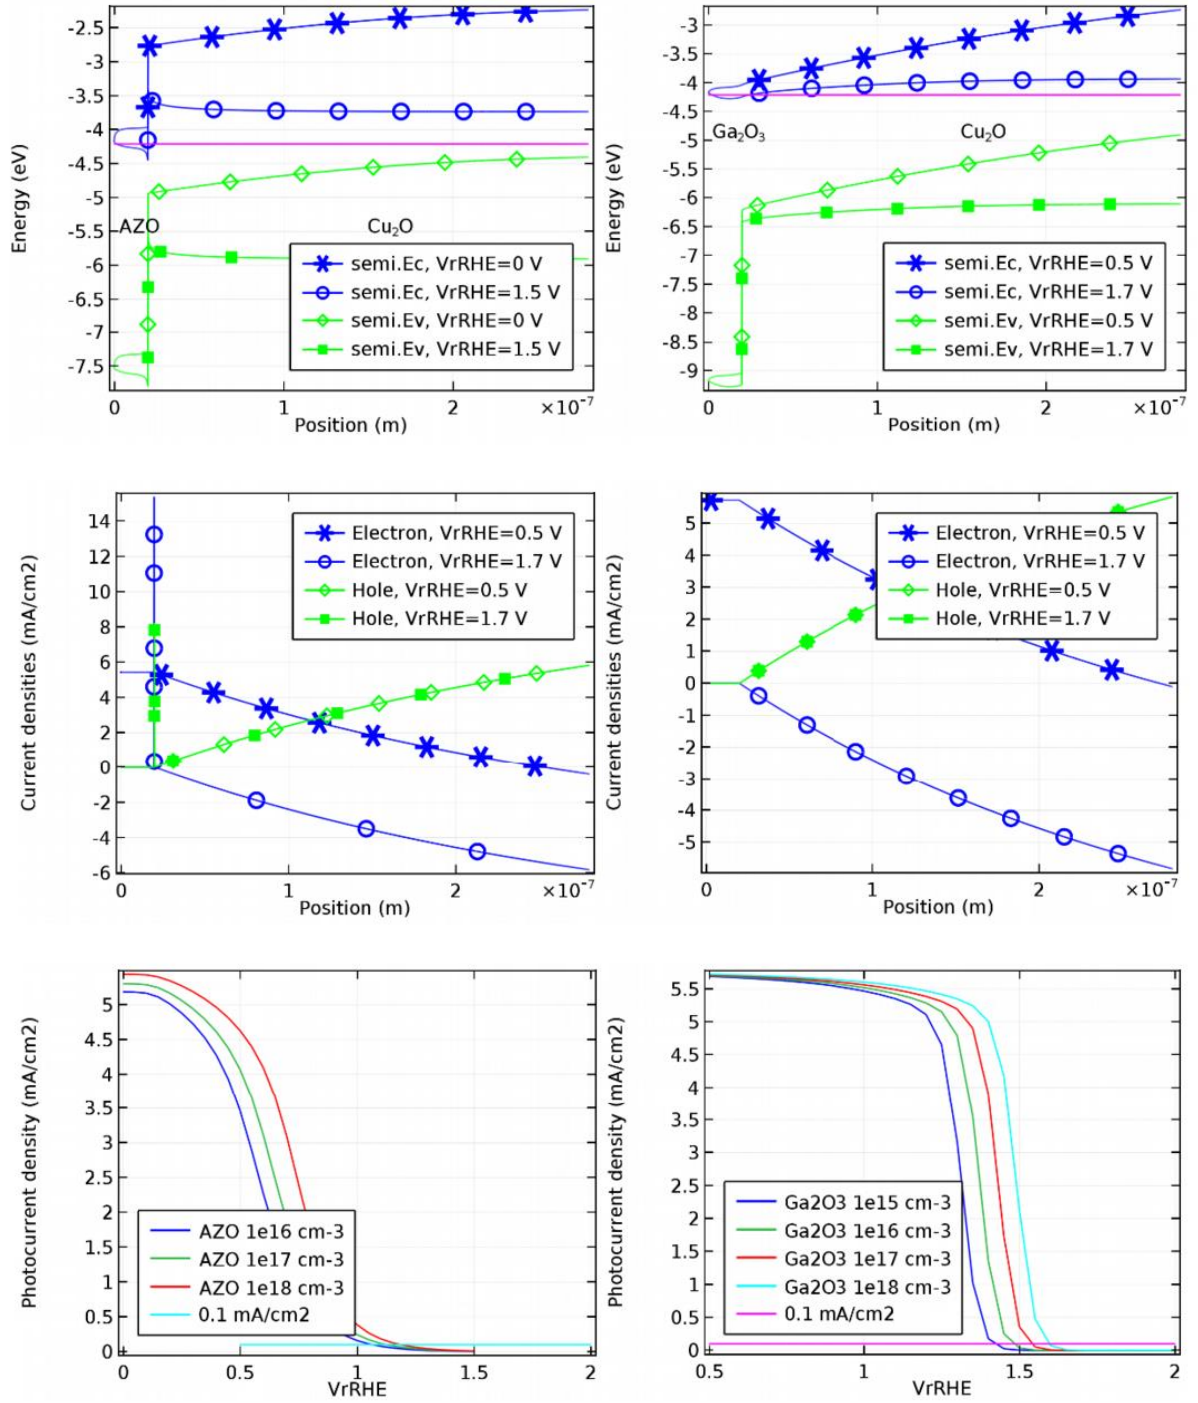 -2.5
-3
-3.5
-4
-4.5
-5
-5.5
-6
-6.5
-7
-7.5
Energy (eV)
AZO
Cu₂O
semi.Ec, VrRHE=0 V
semi.Ec, VrRHE=1.5 V
semi.Ev, VrRHE=0 V
semi.Ev, VrRHE=1.5 V
0 1 2 ×10⁻⁷
Position (m)
-3
-3.5
-4
-4.5
-5
-5.5
-6
-6.5
-7
-7.5
-8
-8.5
-9
Energy (eV)
Ga₂O₃
Cu₂O
semi.Ec, VrRHE=0.5 V
semi.Ec, VrRHE=1.7 V
semi.Ev, VrRHE=0.5 V
semi.Ev, VrRHE=1.7 V
0 1 2 ×10⁻⁷
Position (m)
14
12
10
8
6
4
2
0
-2
-4
-6
Current densities (mA/cm2)
Electron, VrRHE=0.5 V
Electron, VrRHE=1.7 V
Hole, VrRHE=0.5 V
Hole, VrRHE=1.7 V
0 1 2 ×10⁻⁷
Position (m)
5
4
3
2
1
0
-1
-2
-3
-4
-5
Current densities (mA/cm2)
Electron, VrRHE=0.5 V
Electron, VrRHE=1.7 V
Hole, VrRHE=0.5 V
Hole, VrRHE=1.7 V
0 1 2 ×10⁻⁷
Position (m)
5
4.5
4
3.5
3
2.5
2
1.5
1
0.5
0
Photocurrent density (mA/cm2)
AZO 1e16 cm-3
AZO 1e17 cm-3
AZO 1e18 cm-3
0.1 mA/cm2
0 0.5 1 1.5 2
VrRHE
5.5
5
4.5
4
3.5
3
2.5
2
1.5
1
0.5
0
Photocurrent density (mA/cm2)
Ga2O3 1e15 cm-3
Ga2O3 1e16 cm-3
Ga2O3 1e17 cm-3
Ga2O3 1e18 cm-3
0.1 mA/cm2
0.5 1 1.5 2
VrRHE